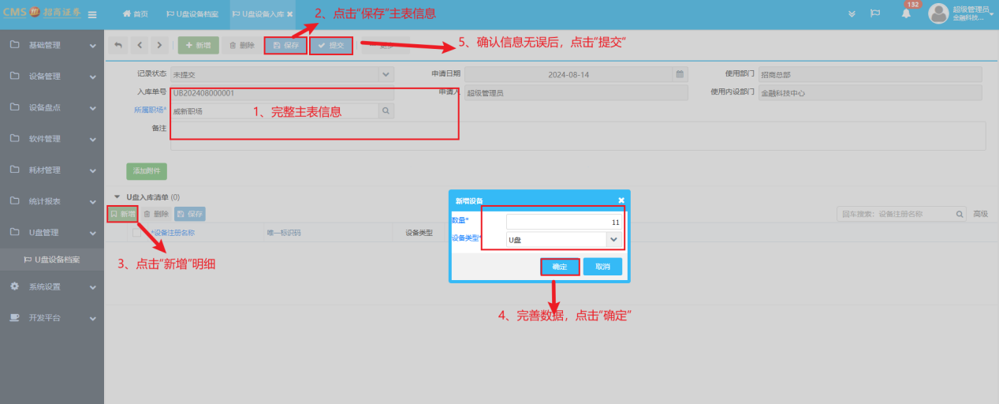 CMS 招商证券
首页
U盘设备档案
U盘设备入库
2、点击“保存”主表信息
132
超级管理员
金融科技...
基础管理
设备管理
设备盘点
软件管理
耗材管理
统计报表
U盘管理
U盘设备档案
系统设置
开发平台
新增
删除
保存
提交
5、确认信息无误后，点击“提交”
记录状态 未提交
申请日期 2024-08-14
使用部门 招商总部
入库单号 UB202408000001
申请人 超级管理员
使用内设部门 金融科技中心
所属职场* 威新职场
1、完整主表信息
备注
添加附件
U盘入库清单 (0)
新增
删除
保存
回车搜索：设备注册名称
高级
*设备注册名称
唯一标识码
设备类型
3、点击“新增”明细
新增设备
数量* 11
设备类型* U盘
确定
取消
4、完善数据，点击“确定”